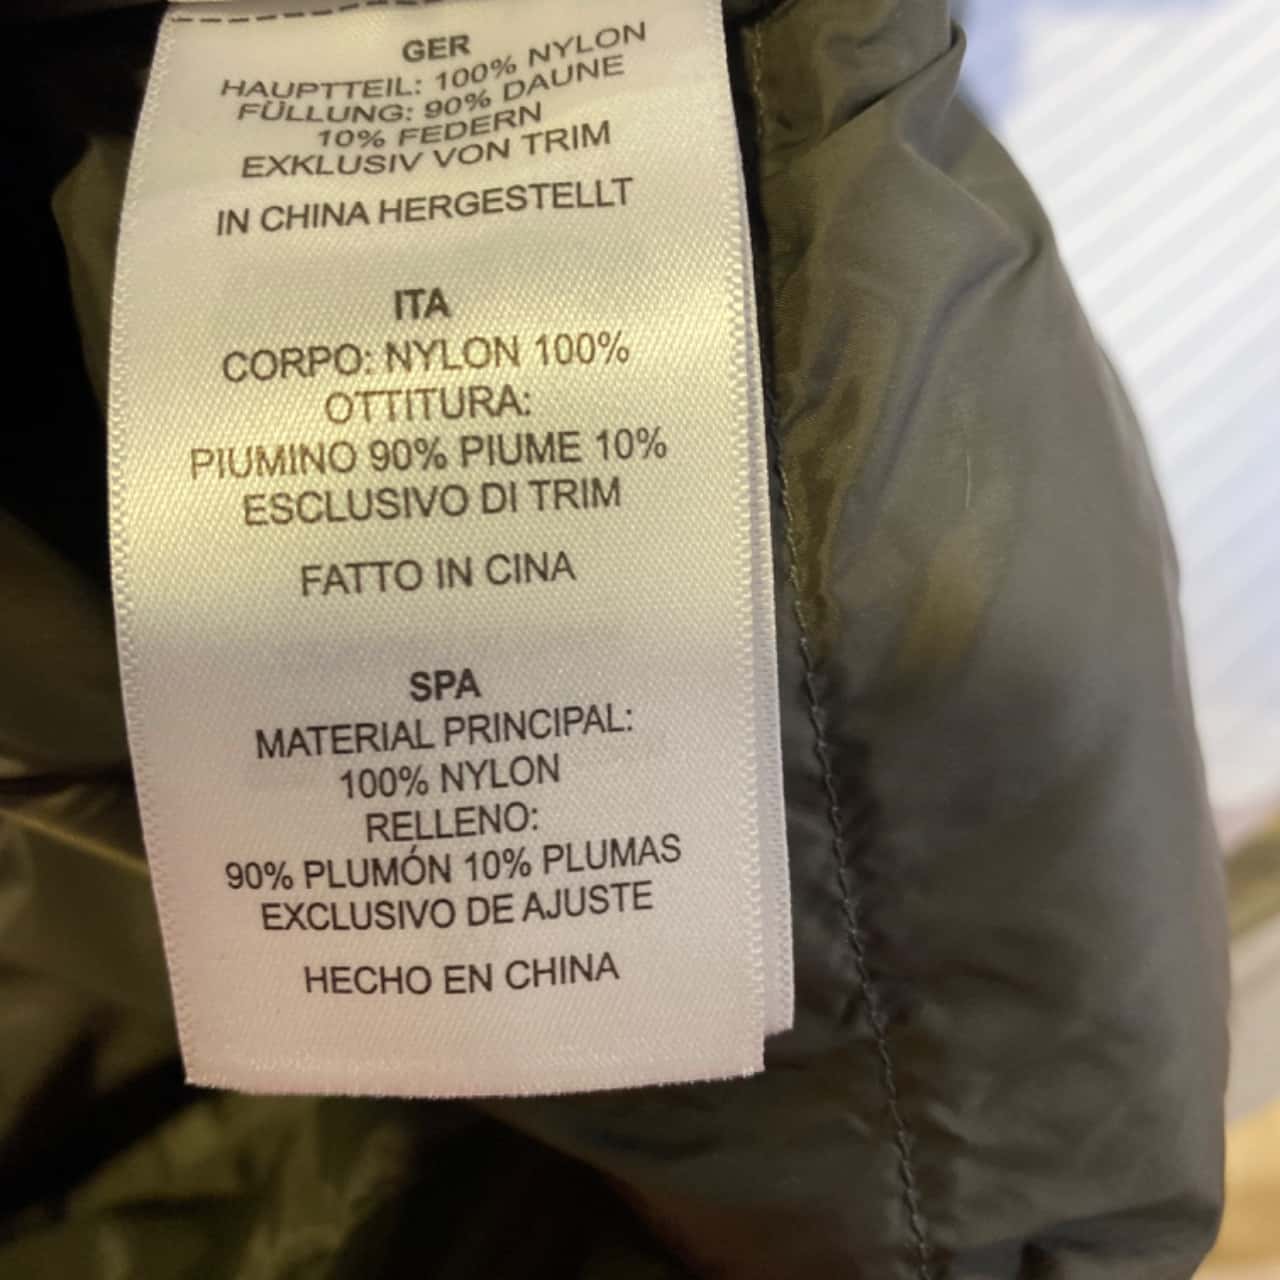 GER
HAUPTTEIL: 100% NYLON
FÜLLUNG: 90% DAUNE
10% FEDERN
EXKLUSIV VON TRIM
IN CHINA HERGESTELLT
ITA
CORPO: NYLON 100%
OTTITURA:
PIUMINO 90% PIUME 10%
ESCLUSIVO DI TRIM
FATTO IN CINA
SPA
MATERIAL PRINCIPAL:
100% NYLON
RELLENO:
90% PLUMÓN 10% PLUMAS
EXCLUSIVO DE AJUSTE
HECHO EN CHINA